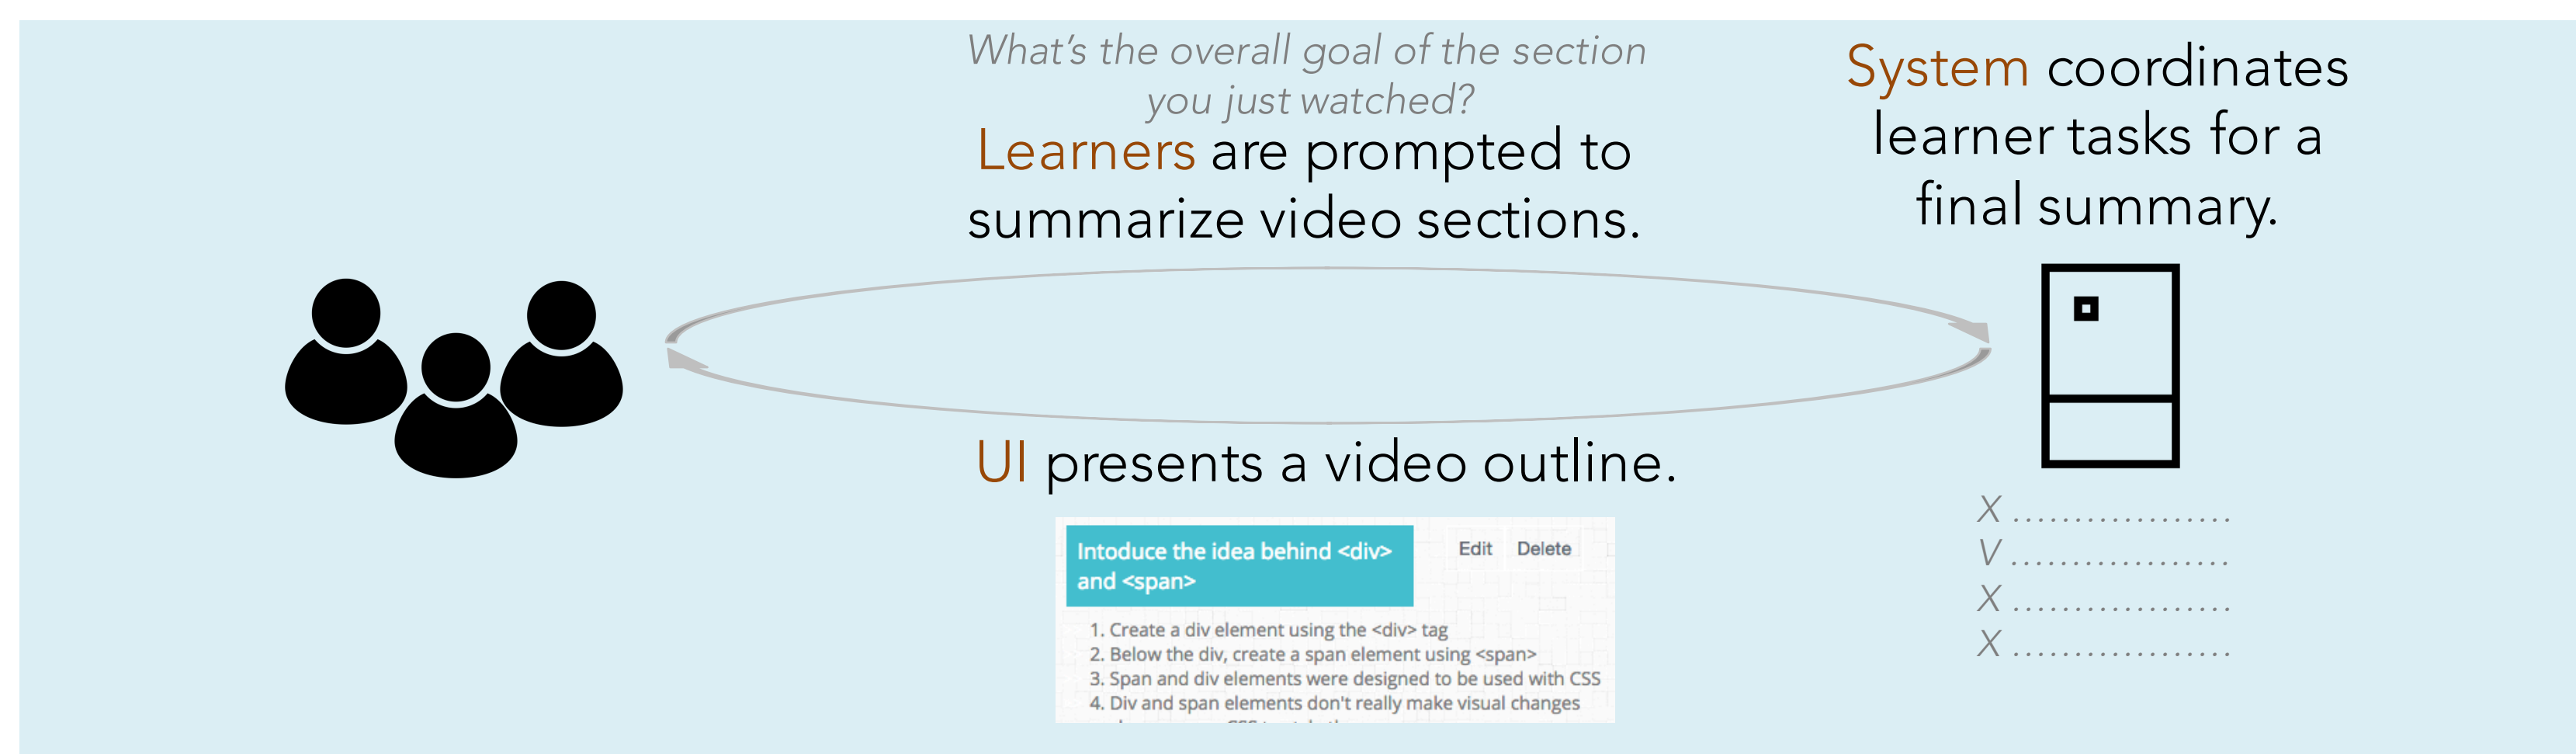 What's the overall goal of the section
you just watched?
Learners are prompted to
summarize video sections.
System coordinates
learner tasks for a
final summary.
UI presents a video outline.
Intoduce the idea behind <div>
and <span>
Edit Delete
1. Create a div element using the <div> tag
2. Below the div, create a span element using <span>
3. Span and div elements were designed to be used with CSS
4. Div and span elements don't really make visual changes
X ..................
V ..................
X ..................
X ..................